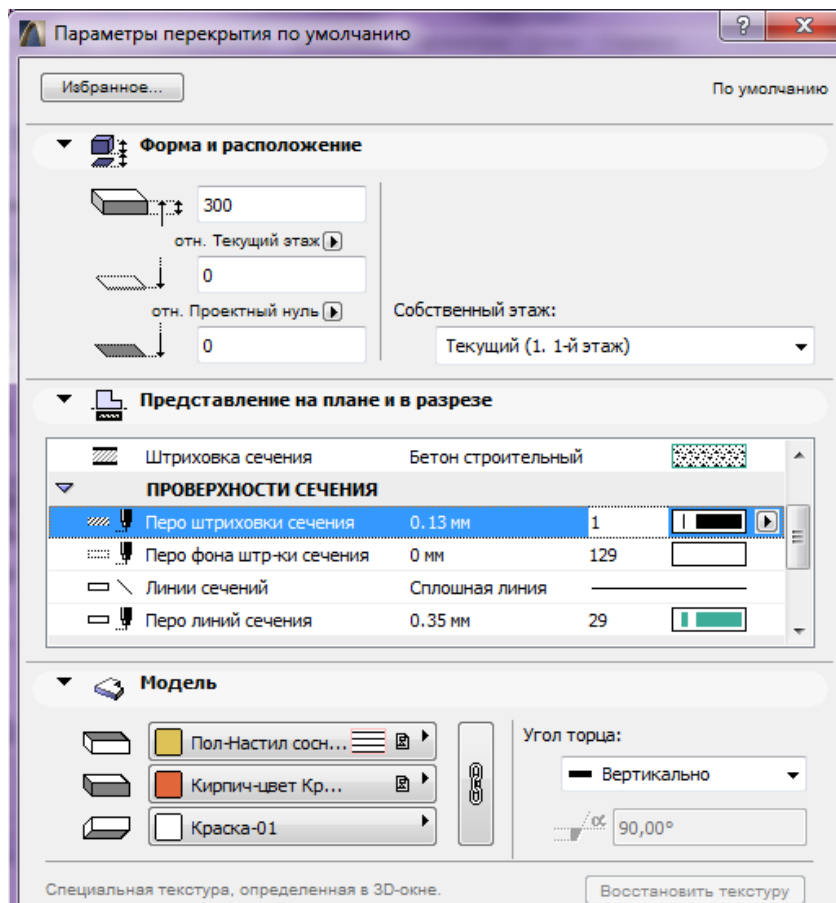 Параметры перекрытия по умолчанию
?
X
Избранное...
По умолчанию
Форма и расположение
300
отн. Текущий этаж
0
отн. Проектный нуль
Собственный этаж:
0
Текущий (1. 1-й этаж)
Представление на плане и в разрезе
Штриховка сечения Бетон строительный
ПРОВЕРХНОСТИ СЕЧЕНИЯ
Перо штриховки сечения 0.13 мм 1
Перо фона штр-ки сечения 0 мм 129
Линии сечений Сплошная линия
Перо линий сечения 0.35 мм 29
Модель
Угол торца:
Пол-Настил сосн...
Вертикально
Кирпич-цвет Кр...
α 90,00°
Краска-01
Специальная текстура, определенная в 3D-окне.
Восстановить текстуру